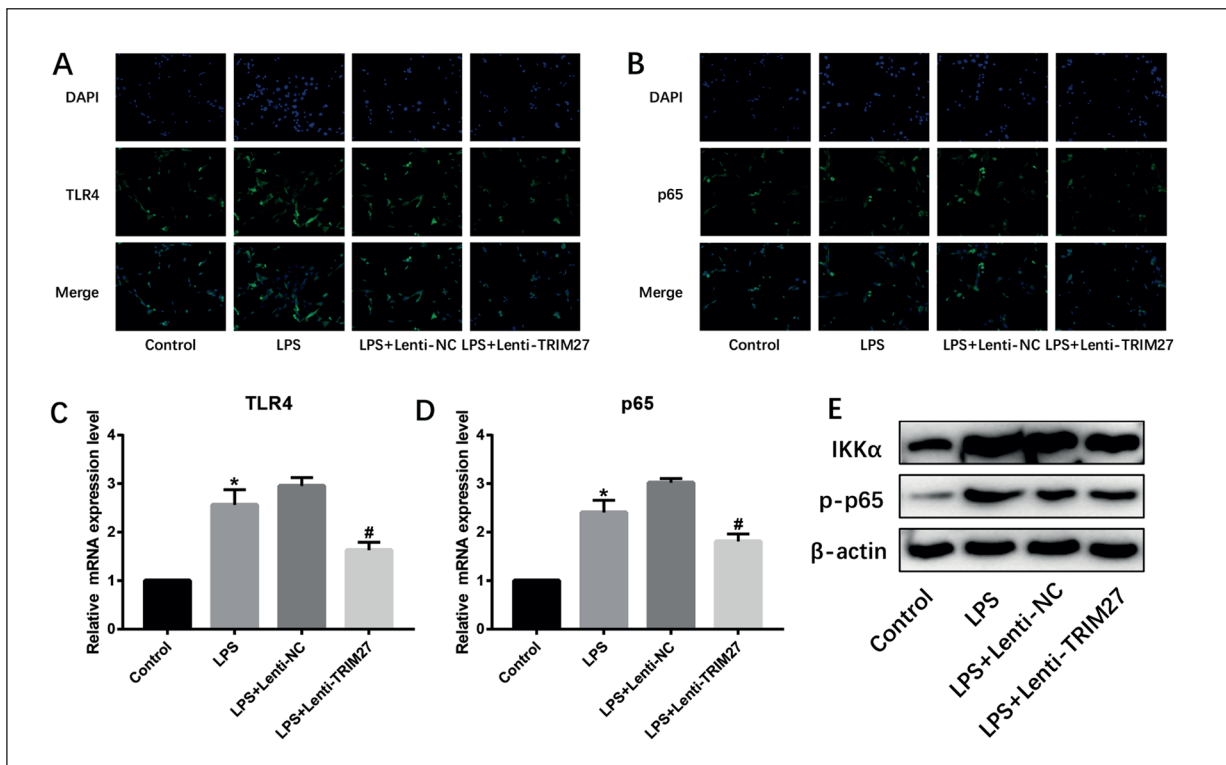 A
DAPI
TLR4
Merge
Control LPS LPS+Lenti-NC LPS+Lenti-TRIM27
B
DAPI
p65
Merge
Control LPS LPS+Lenti-NC LPS+Lenti-TRIM27
C
TLR4
Relative mRNA expression level
4
3
2
1
0
*
#
Control
LPS
LPS+Lenti-NC
LPS+Lenti-TRIM27
D
p65
Relative mRNA expression level
4
3
2
1
0
*
#
Control
LPS
LPS+Lenti-NC
LPS+Lenti-TRIM27
E
IKKα
p-p65
β-actin
Control
LPS
LPS+Lenti-NC
LPS+Lenti-TRIM27